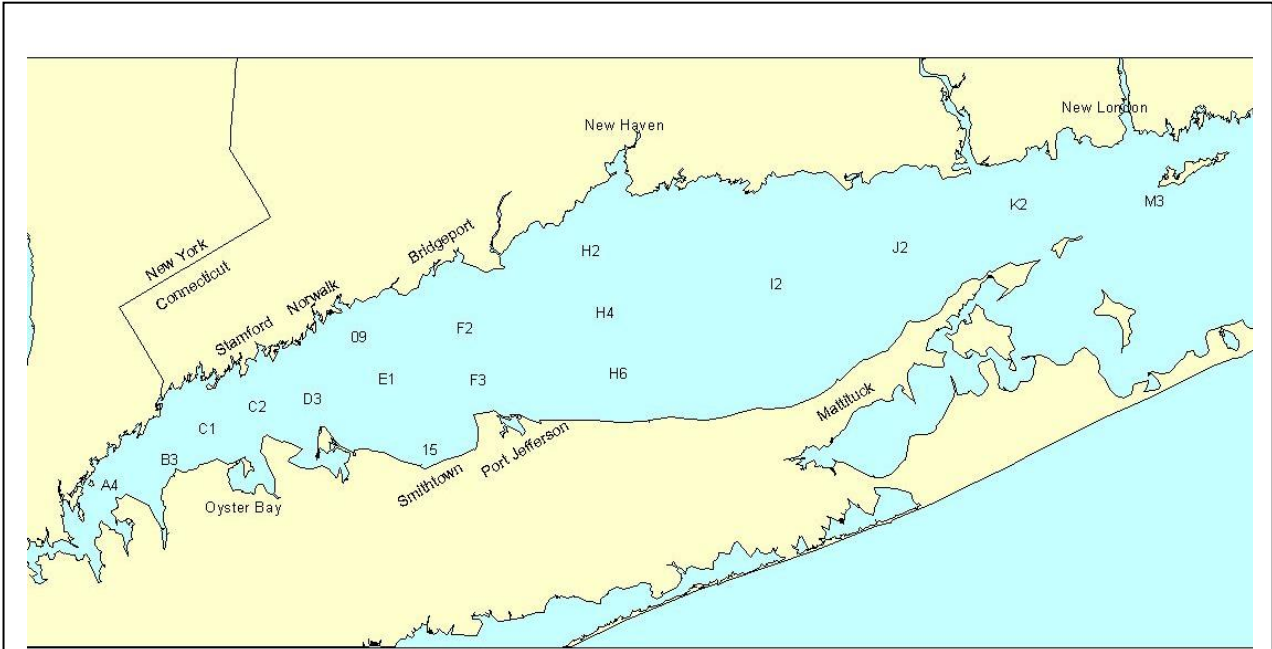 New London
New Haven
K2
M3
New York
Connecticut
Bridgeport
H2
J2
I2
Stamford
Norwalk
09
F2
H4
E1
F3
H6
D3
C2
Mattituck
C1
15
Smithtown
Port Jefferson
B3
A4
Oyster Bay